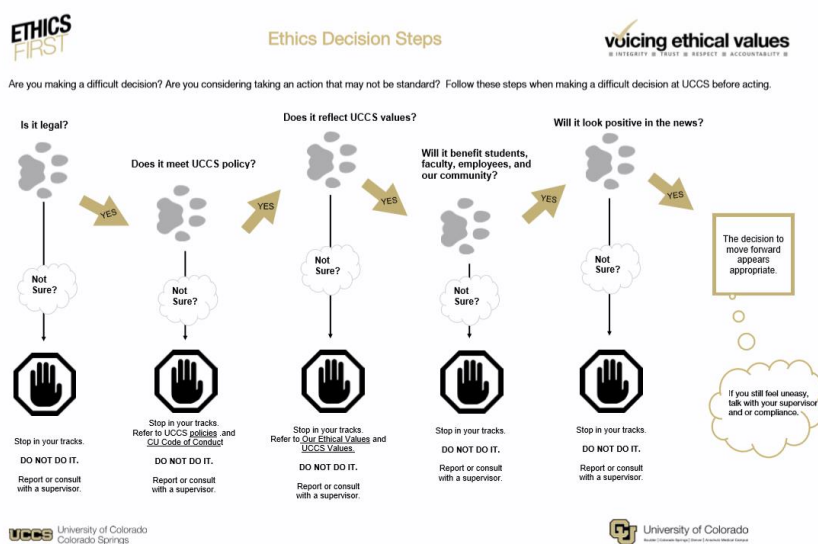 ETHICS
FIRST
Ethics Decision Steps
voicing ethical values
INTEGRITY TRUST RESPECT ACCOUNTABLITY
Are you making a difficult decision? Are you considering taking an action that may not be standard? Follow these steps when making a difficult decision at UCCS before acting.
Is it legal?
YES
Not
Sure?
Stop in your tracks.
DO NOT DO IT.
Report or consult
with a supervisor.
Does it meet UCCS policy?
YES
Not
Sure?
Stop in your tracks.
Refer to UCCS policies .and
CU Code of Conduct
DO NOT DO IT.
Report or consult
with a supervisor.
Does it reflect UCCS values?
YES
Not
Sure?
Stop in your tracks.
Refer to Our Ethical Values and
UCCS Values.
DO NOT DO IT.
Report or consult
with a supervisor.
Will it benefit students,
faculty, employees, and
our community?
YES
Not
Sure?
Stop in your tracks.
DO NOT DO IT.
Report or consult
with a supervisor.
Will it look positive in the news?
YES
Not
Sure?
Stop in your tracks.
DO NOT DO IT.
Report or consult
with a supervisor.
The decision to
move forward
appears
appropriate.
If you still feel uneasy,
talk with your supervisor
and or compliance.
UCCS
University of Colorado
Colorado Springs
CU
University of Colorado
Boulder | Colorado Springs | Denver | Anschutz Medical Campus